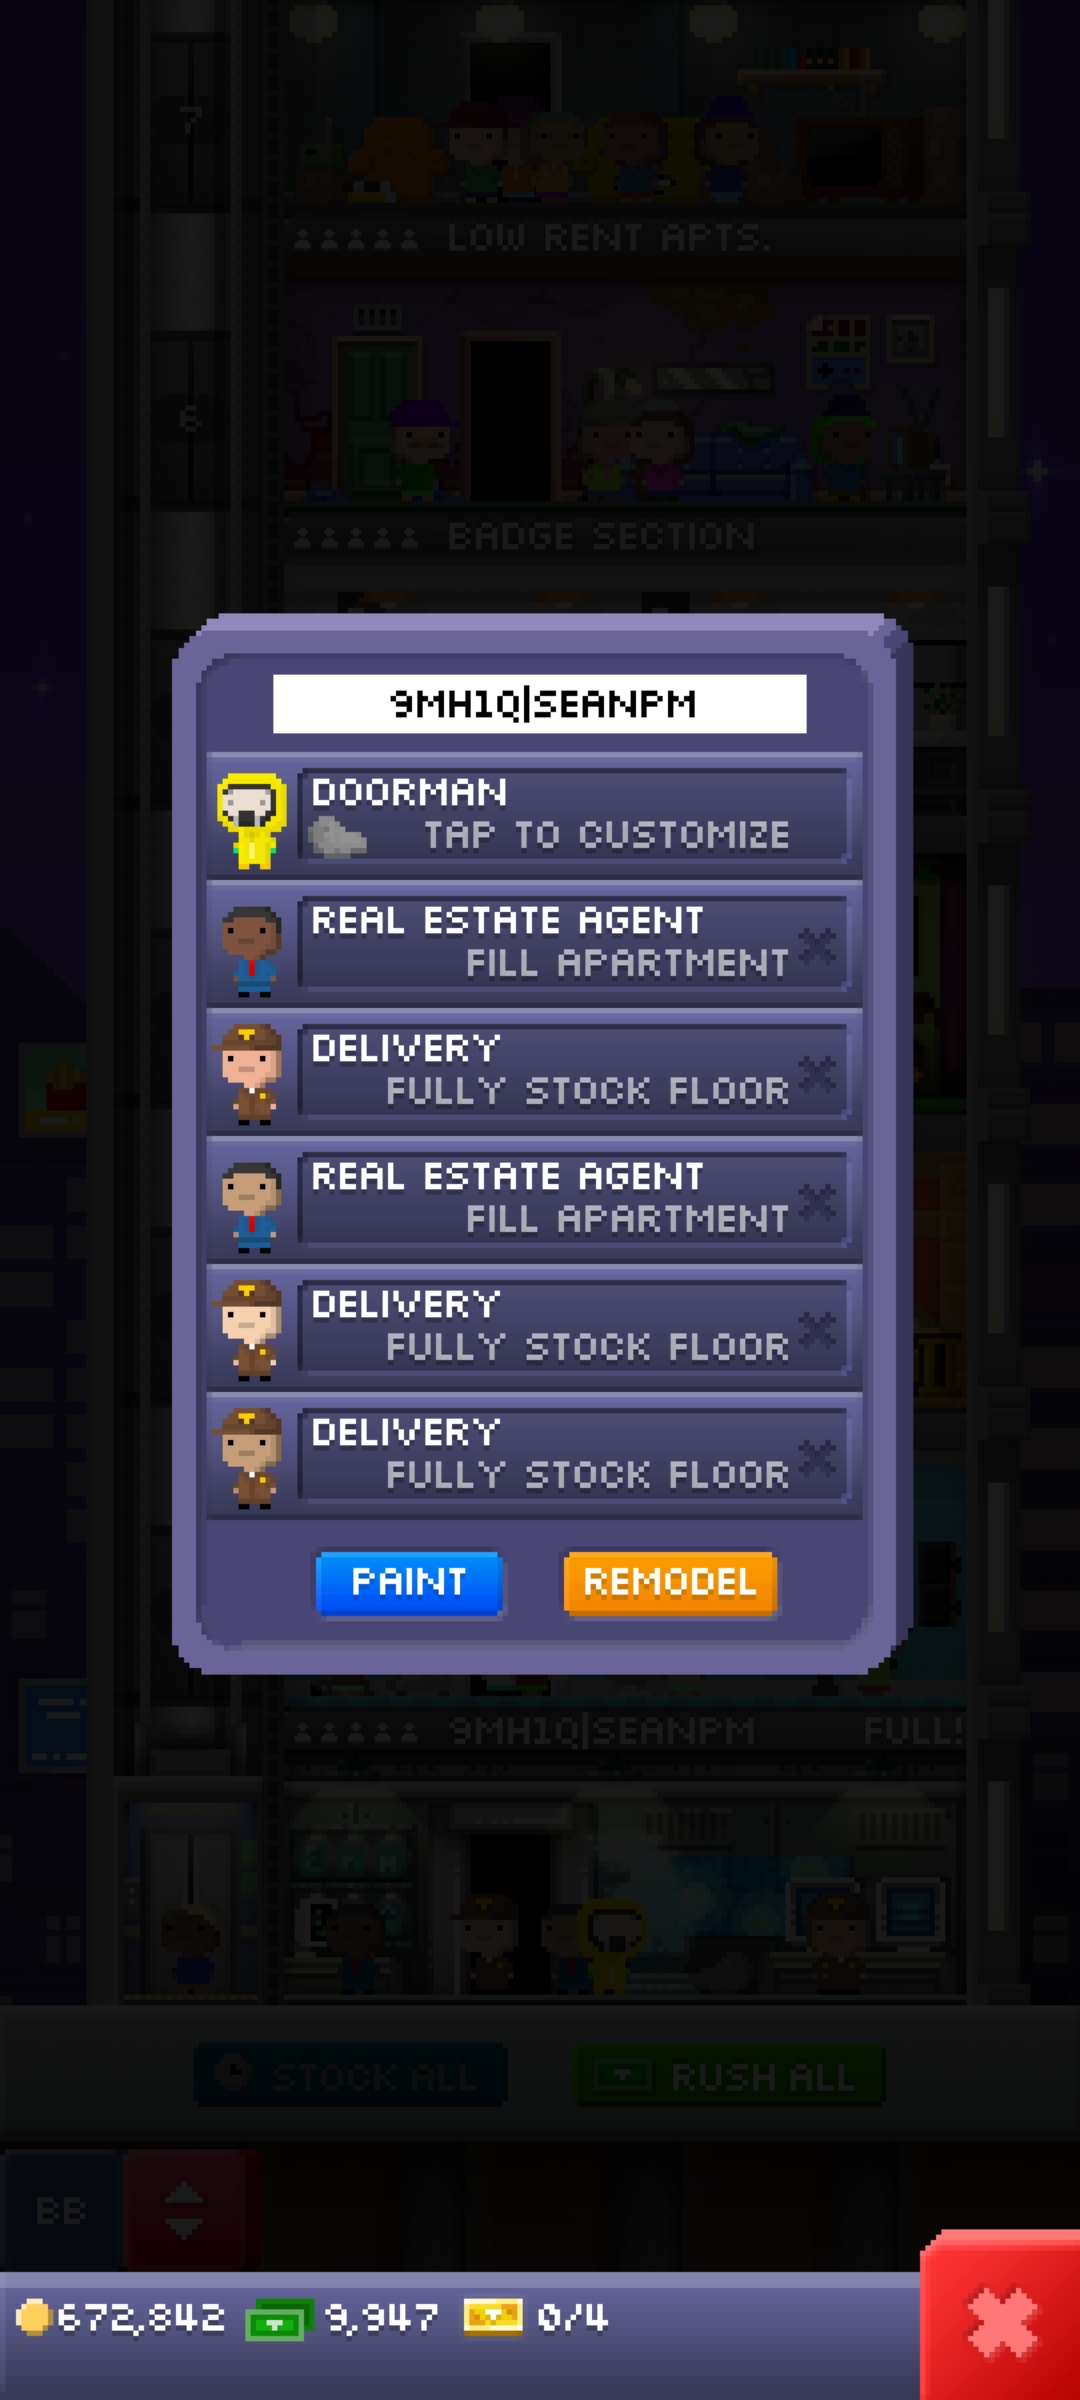 7
LOW RENT APTS.
6
BADGE SECTION
9MH1Q|SEANPM
DOORMAN
TAP TO CUSTOMIZE
REAL ESTATE AGENT
FILL APARTMENT
DELIVERY
FULLY STOCK FLOOR
REAL ESTATE AGENT
FILL APARTMENT
DELIVERY
FULLY STOCK FLOOR
DELIVERY
FULLY STOCK FLOOR
PAINT REMODEL
9MH1Q|SEANPM FULL!
STOCK ALL RUSH ALL
BB
672,842 9,947 0/4